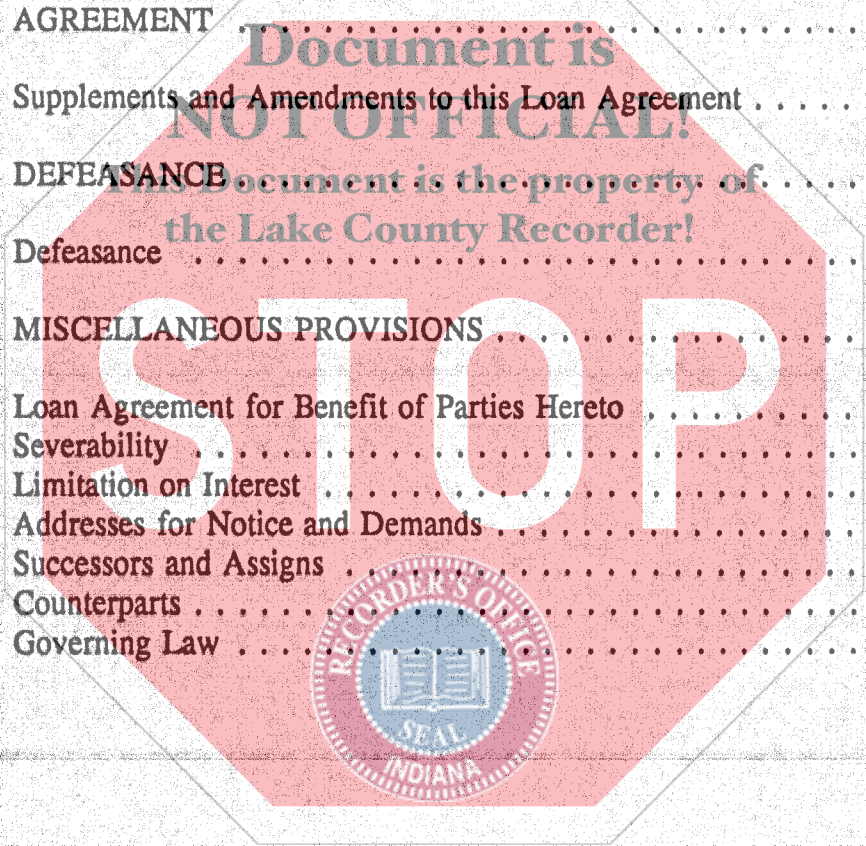 AGREEMENT . . . . . . . . . . . . . . . . . . . . . . . . . . . .
Document is
Supplements and Amendments to this Loan Agreement . . . . . .
NOT OFFICIAL!
DEFEASANCE . . . . . . . . . . . . . . . . . . . . . . . . . . .
This Document is the property of
the Lake County Recorder!
Defeasance . . . . . . . . . . . . . . . . . . . . . . . . . . . .
STOP
MISCELLANEOUS PROVISIONS . . . . . . . . . . . . . . . .
Loan Agreement for Benefit of Parties Hereto . . . . . . . . . .
Severability . . . . . . . . . . . . . . . . . . . . . . . . . . . .
Limitation on Interest . . . . . . . . . . . . . . . . . . . . . .
Addresses for Notice and Demands . . . . . . . . . . . . . . .
Successors and Assigns . . . . . . . . . . . . . . . . . . . . .
Counterparts . . . . . . . . . . . . . . . . . . . . . . . . . . .
Governing Law . . . . . . . . . . . . . . . . . . . . . . . . .
RECORDER'S OFFICE
SEAL
INDIANA